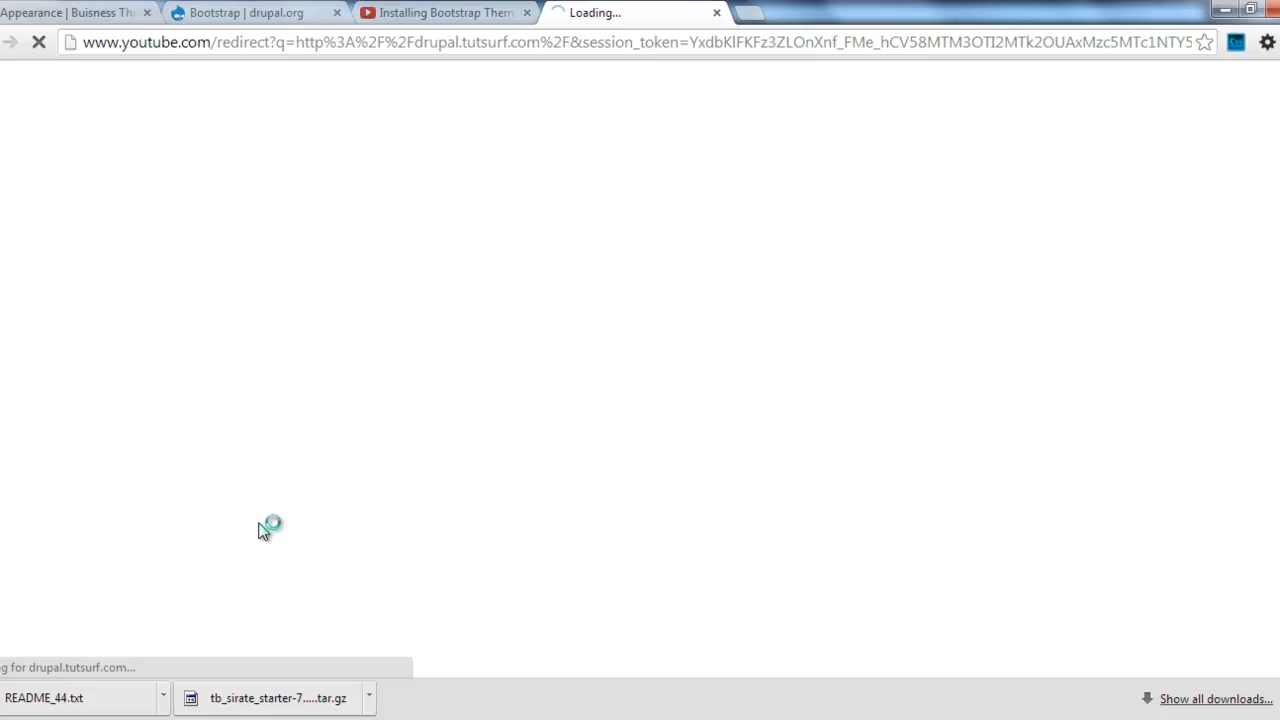 Appearance | Buisness Th
Bootstrap | drupal.org
Installing Bootstrap Them
Loading...
www.youtube.com/redirect?q=http%3A%2F%2Fdrupal.tutsurf.com%2F&session_token=YxdbKlFKFz3ZLOnXnf_FMe_hCV58MTM3OTI2MTk2OUAxMzc5MTc1NTY5
g for drupal.tutsurf.com...
README_44.txt
tb_sirate_starter-7.....tar.gz
Show all downloads...